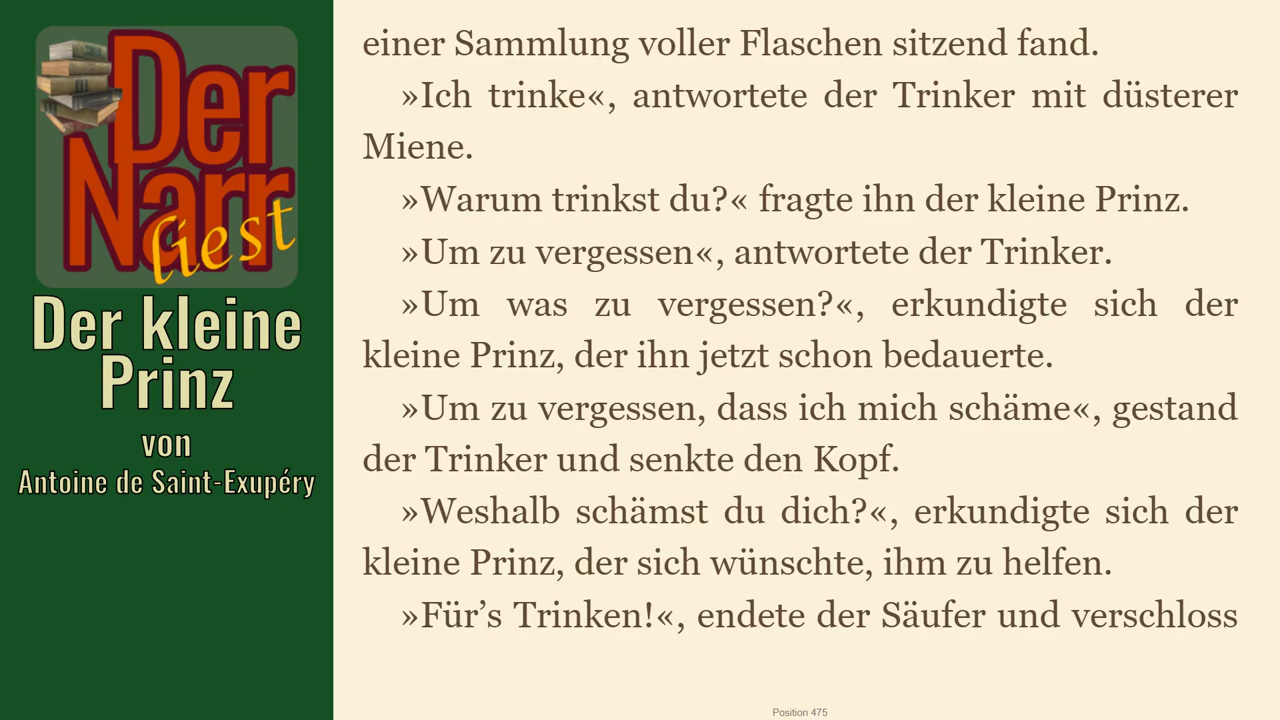 Der
Narr
liest
Der kleine
Prinz
von
Antoine de Saint-Exupéry
einer Sammlung voller Flaschen sitzend fand.
»Ich trinke«, antwortete der Trinker mit düsterer
Miene.
»Warum trinkst du?« fragte ihn der kleine Prinz.
»Um zu vergessen«, antwortete der Trinker.
»Um was zu vergessen?«, erkundigte sich der
kleine Prinz, der ihn jetzt schon bedauerte.
»Um zu vergessen, dass ich mich schäme«, gestand
der Trinker und senkte den Kopf.
»Weshalb schämst du dich?«, erkundigte sich der
kleine Prinz, der sich wünschte, ihm zu helfen.
»Für’s Trinken!«, endete der Säufer und verschloss
Position 475